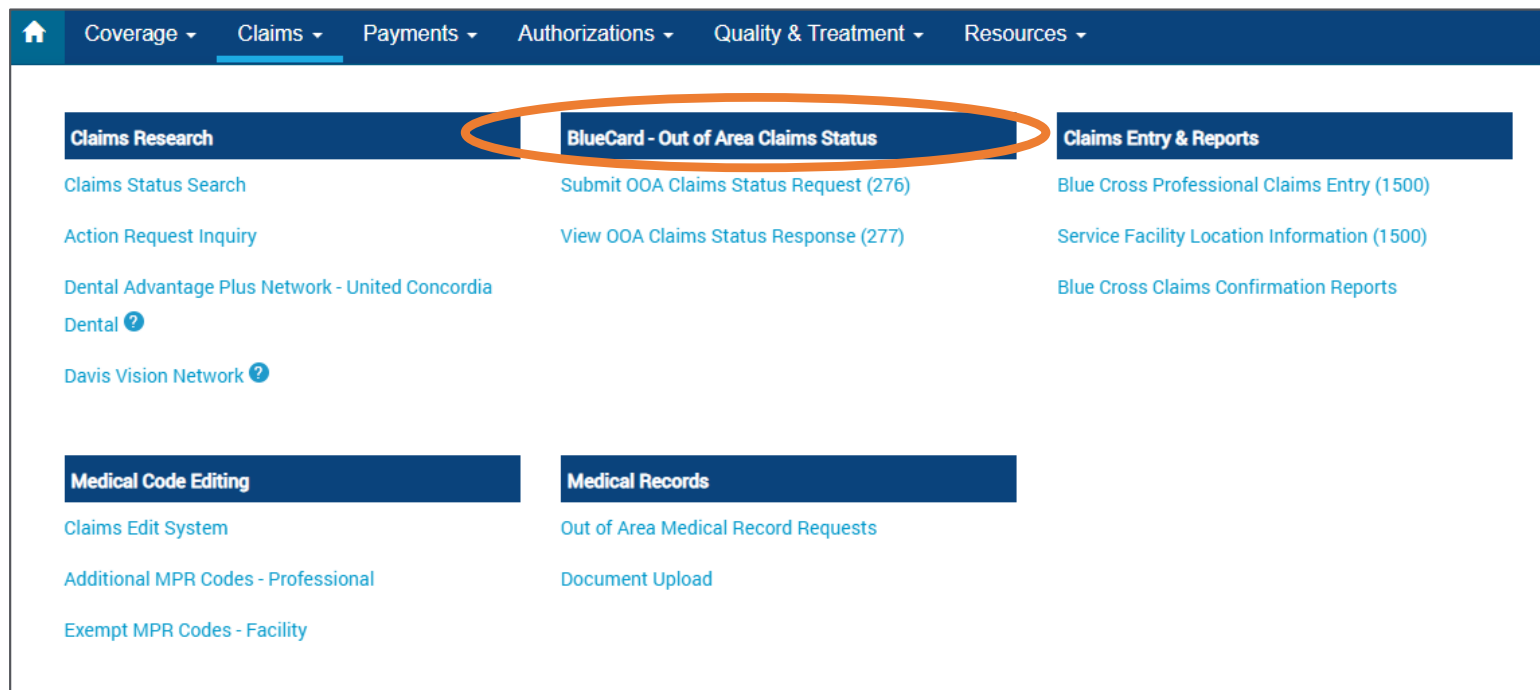 Coverage Claims Payments Authorizations Quality & Treatment Resources
Claims Research
Claims Status Search
Action Request Inquiry
Dental Advantage Plus Network - United Concordia
Dental ?
Davis Vision Network ?
BlueCard - Out of Area Claims Status
Submit OOA Claims Status Request (276)
View OOA Claims Status Response (277)
Claims Entry & Reports
Blue Cross Professional Claims Entry (1500)
Service Facility Location Information (1500)
Blue Cross Claims Confirmation Reports
Medical Code Editing
Claims Edit System
Additional MPR Codes - Professional
Exempt MPR Codes - Facility
Medical Records
Out of Area Medical Record Requests
Document Upload